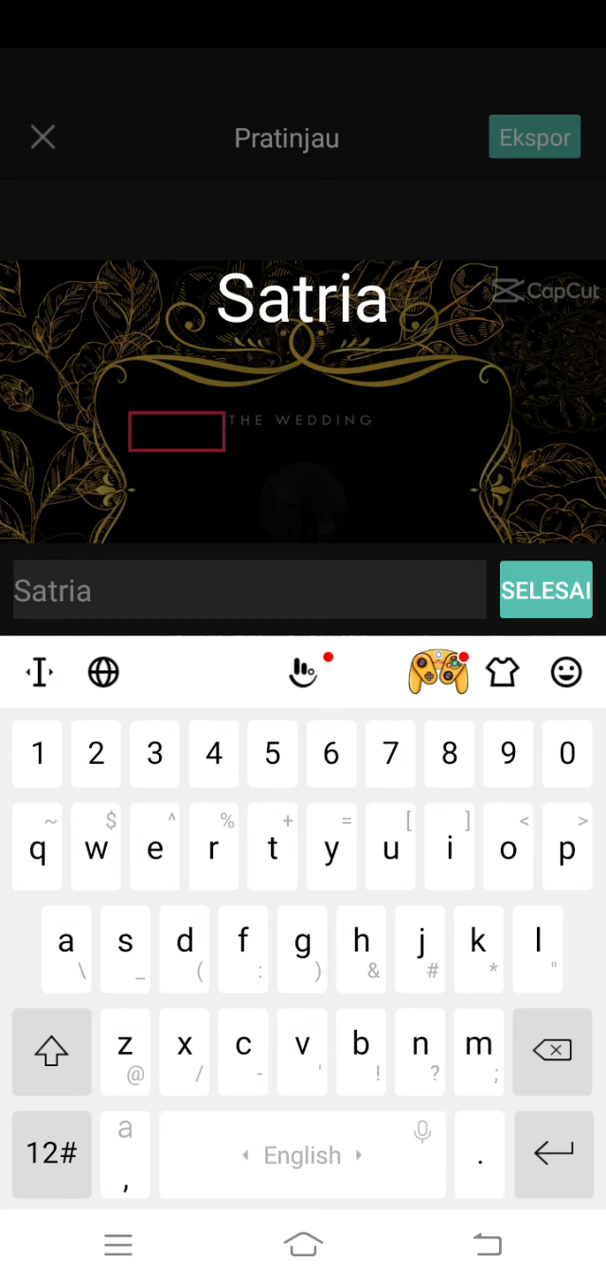 Pratinjau
Ekspor
Satria
CapCut
THE WEDDING
Satria
SELESAI
1 2 3 4 5 6 7 8 9 0
~ $ ^ % + = [ ] < >
q w e r t y u i o p
a s d f g h j k l
\ _ ( : ) & # * "
z x c v b n m
@ / - ' ! ? ;
12# a , English .